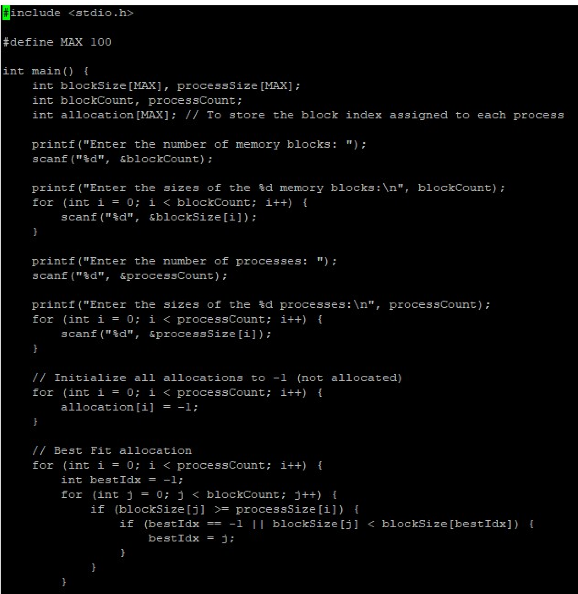 #include <stdio.h>

#define MAX 100

int main() {
    int blockSize[MAX], processSize[MAX];
    int blockCount, processCount;
    int allocation[MAX]; // To store the block index assigned to each process

    printf("Enter the number of memory blocks: ");
    scanf("%d", &blockCount);

    printf("Enter the sizes of the %d memory blocks:\n", blockCount);
    for (int i = 0; i < blockCount; i++) {
        scanf("%d", &blockSize[i]);
    }

    printf("Enter the number of processes: ");
    scanf("%d", &processCount);

    printf("Enter the sizes of the %d processes:\n", processCount);
    for (int i = 0; i < processCount; i++) {
        scanf("%d", &processSize[i]);
    }

    // Initialize all allocations to -1 (not allocated)
    for (int i = 0; i < processCount; i++) {
        allocation[i] = -1;
    }

    // Best Fit allocation
    for (int i = 0; i < processCount; i++) {
        int bestIdx = -1;
        for (int j = 0; j < blockCount; j++) {
            if (blockSize[j] >= processSize[i]) {
                if (bestIdx == -1 || blockSize[j] < blockSize[bestIdx]) {
                    bestIdx = j;
                }
            }
        }